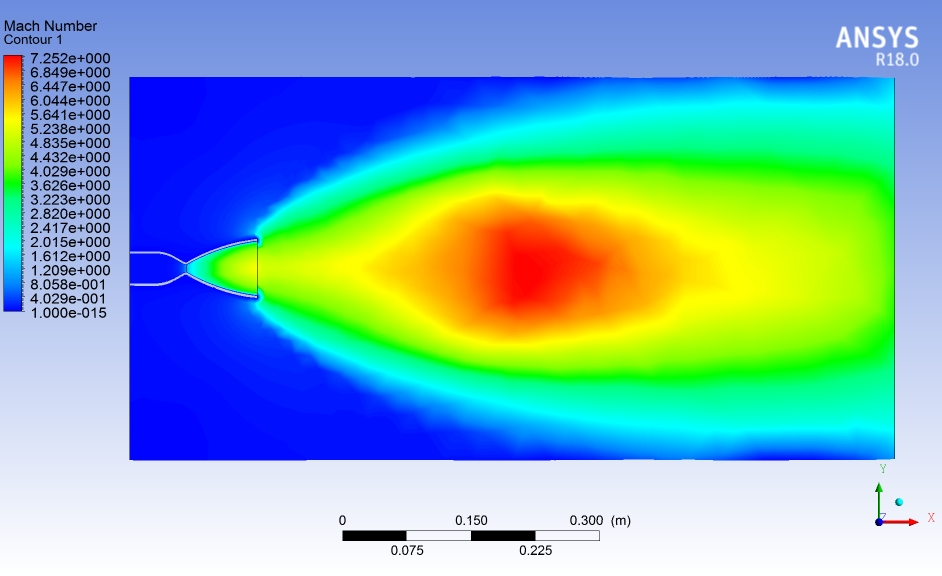 Mach Number
Contour 1
7.252e+000
6.849e+000
6.447e+000
6.044e+000
5.641e+000
5.238e+000
4.835e+000
4.432e+000
4.029e+000
3.626e+000
3.223e+000
2.820e+000
2.417e+000
2.015e+000
1.612e+000
1.209e+000
8.058e-001
4.029e-001
1.000e-015
ANSYS
R18.0
0 0.150 0.300 (m)
0.075 0.225
Y
Z X